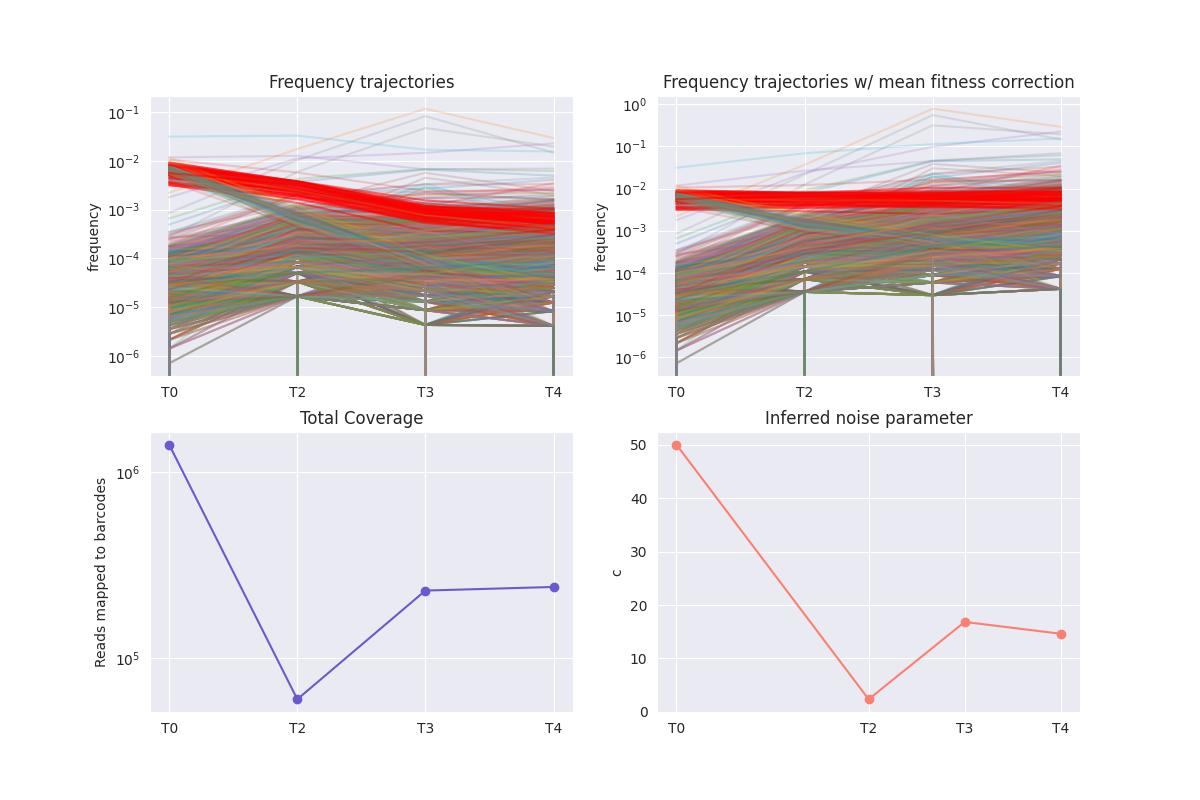 Frequency trajectories
frequency
10⁻¹
10⁻²
10⁻³
10⁻⁴
10⁻⁵
10⁻⁶
T0 T2 T3 T4
Frequency trajectories w/ mean fitness correction
frequency
10⁰
10⁻¹
10⁻²
10⁻³
10⁻⁴
10⁻⁵
10⁻⁶
T0 T2 T3 T4
Total Coverage
Reads mapped to barcodes
10⁶
10⁵
T0 T2 T3 T4
Inferred noise parameter
c
50
40
30
20
10
0
T0 T2 T3 T4